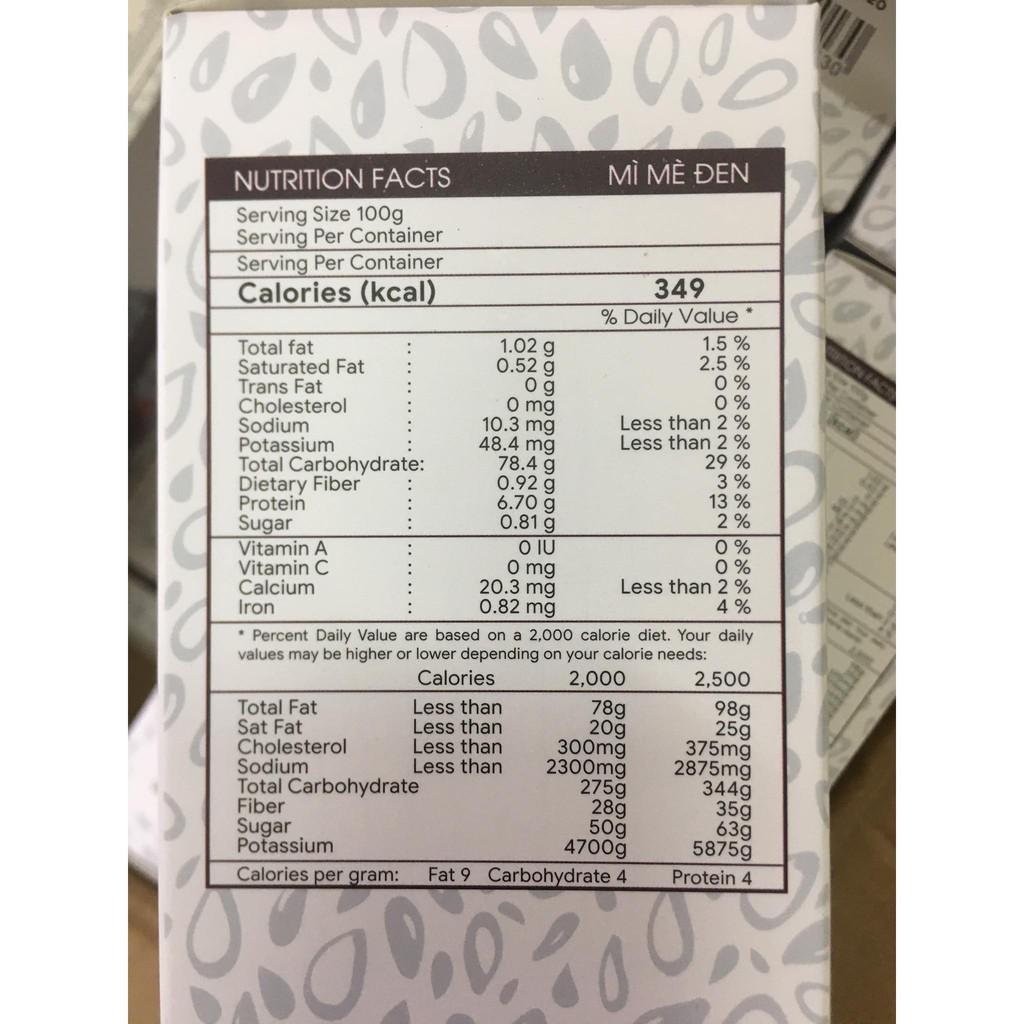 NUTRITION FACTS MÌ MÈ ĐEN
Serving Size 100g
Serving Per Container
Serving Per Container
Calories (kcal) 349
% Daily Value *
Total fat : 1.02 g 1.5 %
Saturated Fat : 0.52 g 2.5 %
Trans Fat : 0 g 0 %
Cholesterol : 0 mg 0 %
Sodium : 10.3 mg Less than 2 %
Potassium : 48.4 mg Less than 2 %
Total Carbohydrate: 78.4 g 29 %
Dietary Fiber : 0.92 g 3 %
Protein : 6.70 g 13 %
Sugar : 0.81 g 2 %
Vitamin A : 0 IU 0 %
Vitamin C : 0 mg 0 %
Calcium : 20.3 mg Less than 2 %
Iron : 0.82 mg 4 %
* Percent Daily Value are based on a 2,000 calorie diet. Your daily
values may be higher or lower depending on your calorie needs:
Calories 2,000 2,500
Total Fat Less than 78g 98g
Sat Fat Less than 20g 25g
Cholesterol Less than 300mg 375mg
Sodium Less than 2300mg 2875mg
Total Carbohydrate 275g 344g
Fiber 28g 35g
Sugar 50g 63g
Potassium 4700g 5875g
Calories per gram: Fat 9 Carbohydrate 4 Protein 4